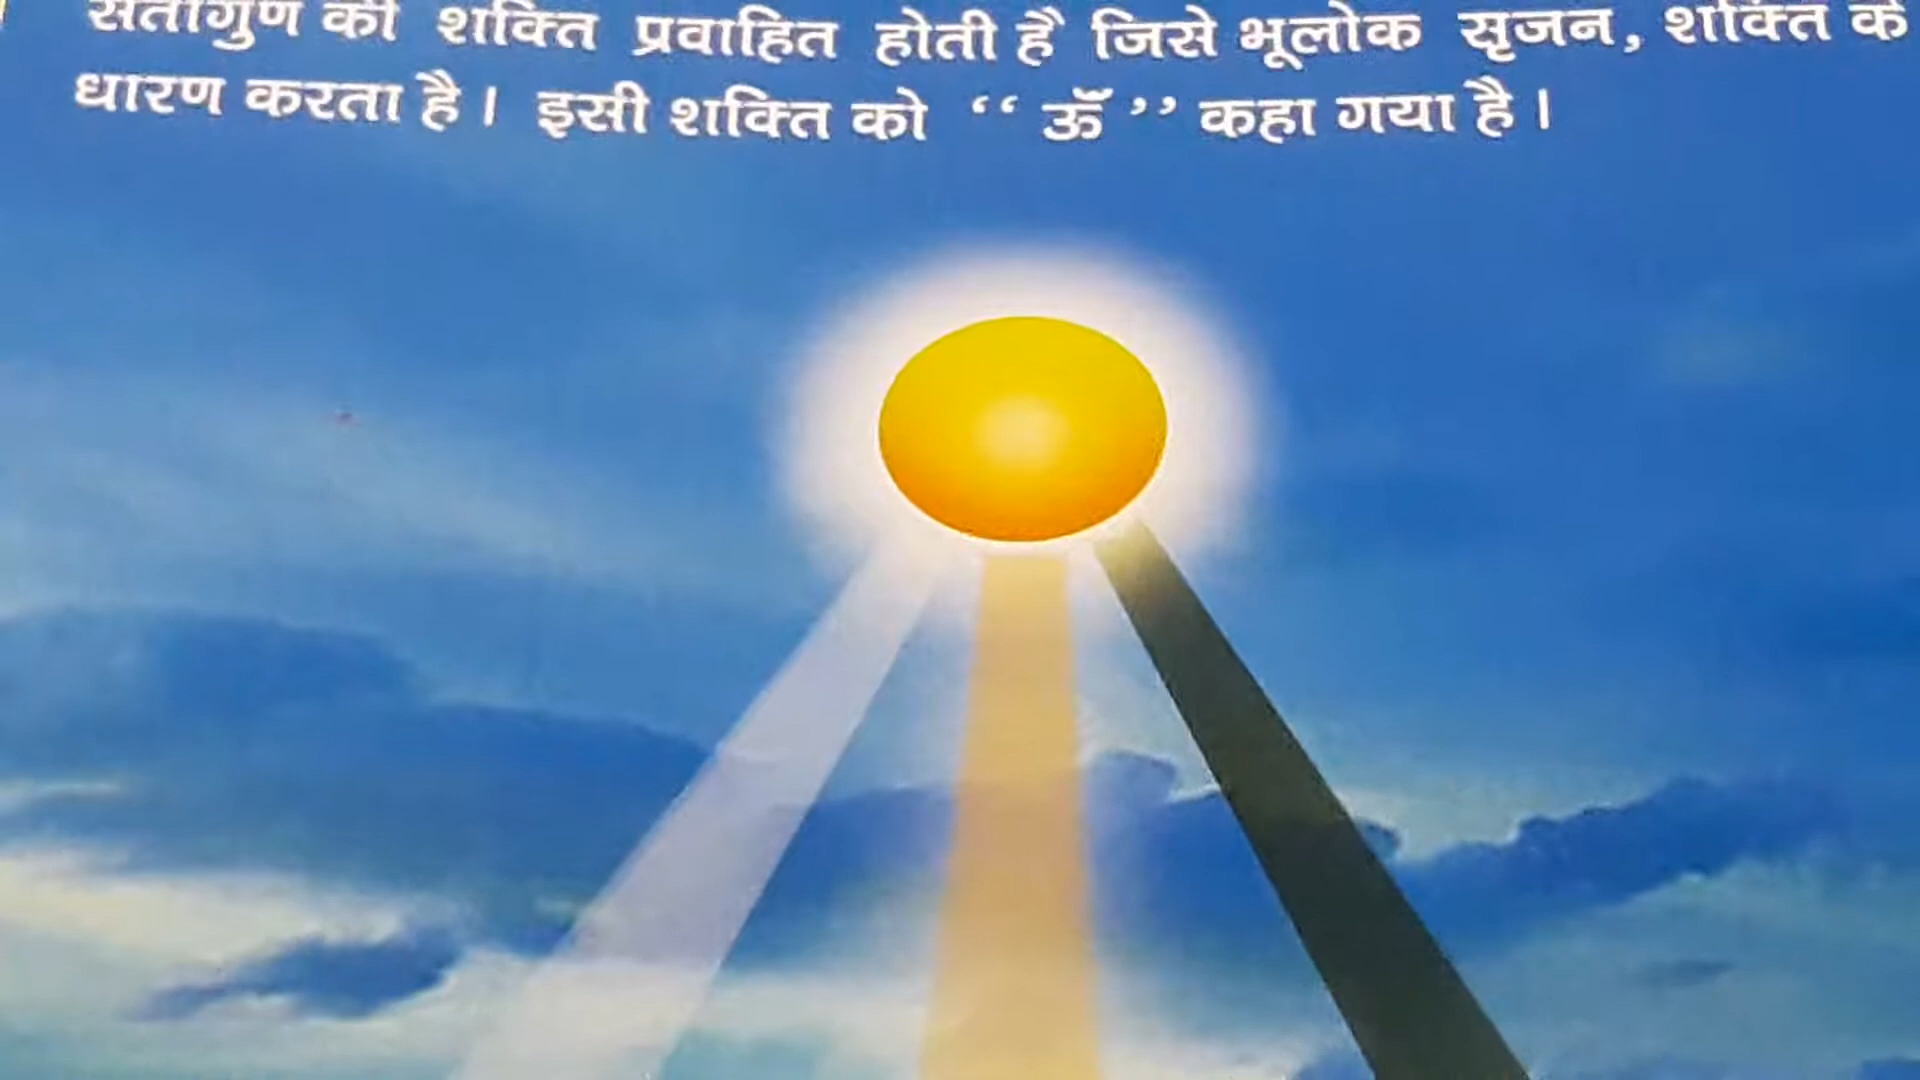 सतोगुण की शक्ति प्रवाहित होती है जिसे भूलोक सृजन, शक्ति के
धारण करता है। इसी शक्ति को “ ऊँ ” कहा गया है।